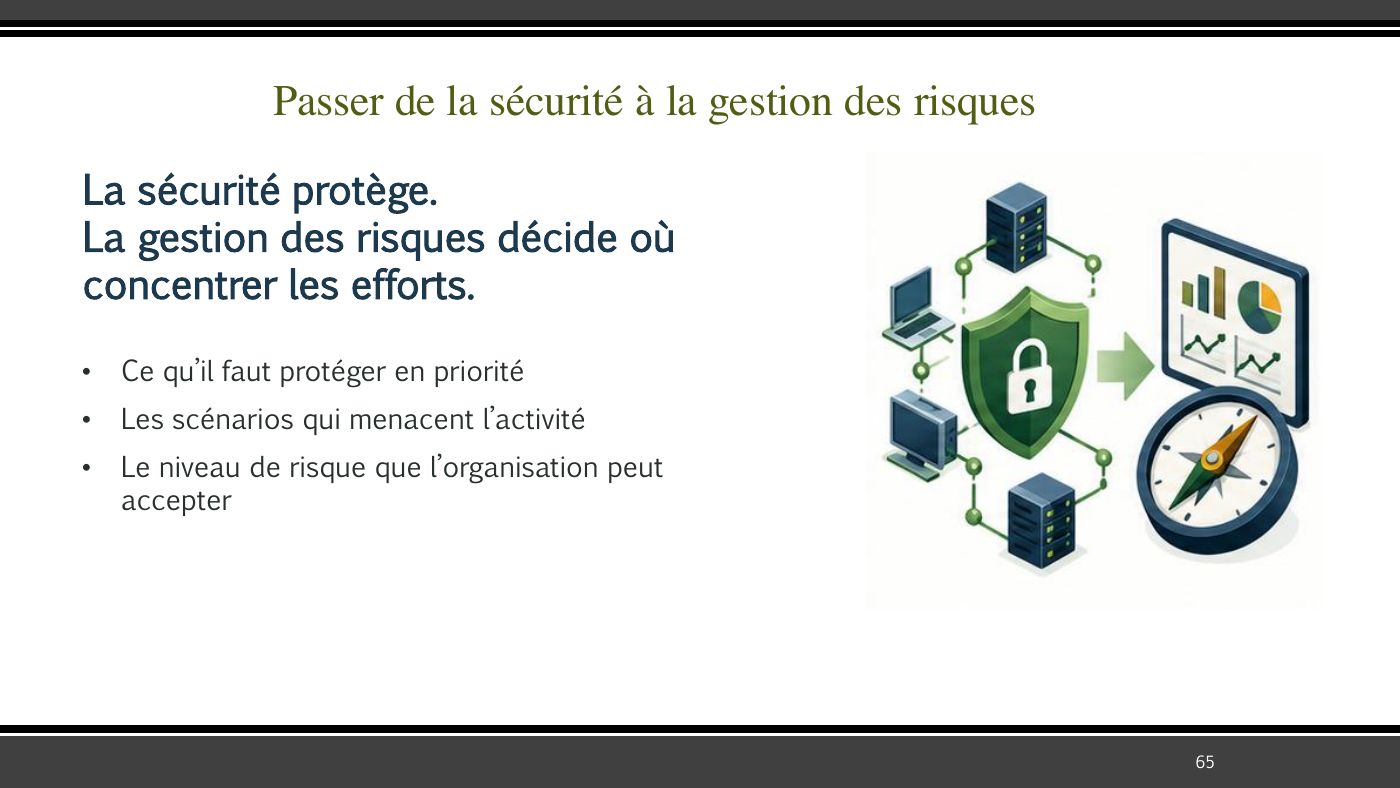 Passer de la sécurité à la gestion des risques
La sécurité protège.
La gestion des risques décide où
concentrer les efforts.
• Ce qu’il faut protéger en priorité
• Les scénarios qui menacent l’activité
• Le niveau de risque que l’organisation peut
accepter
65